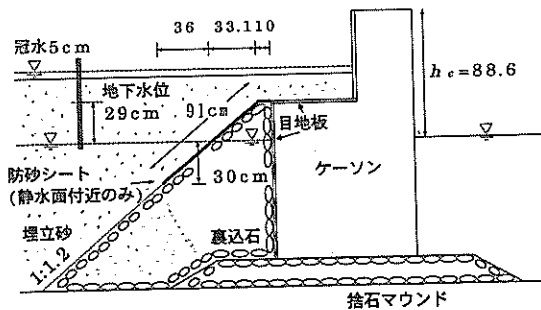 36 33.110
冠水5cm
地下水位
29cm
91cm
hc=88.6
目地板
ケーソン
防砂シート
(静水面付近のみ)
30cm
埋立砂
裏込石
1:1.2
捨石マウンド